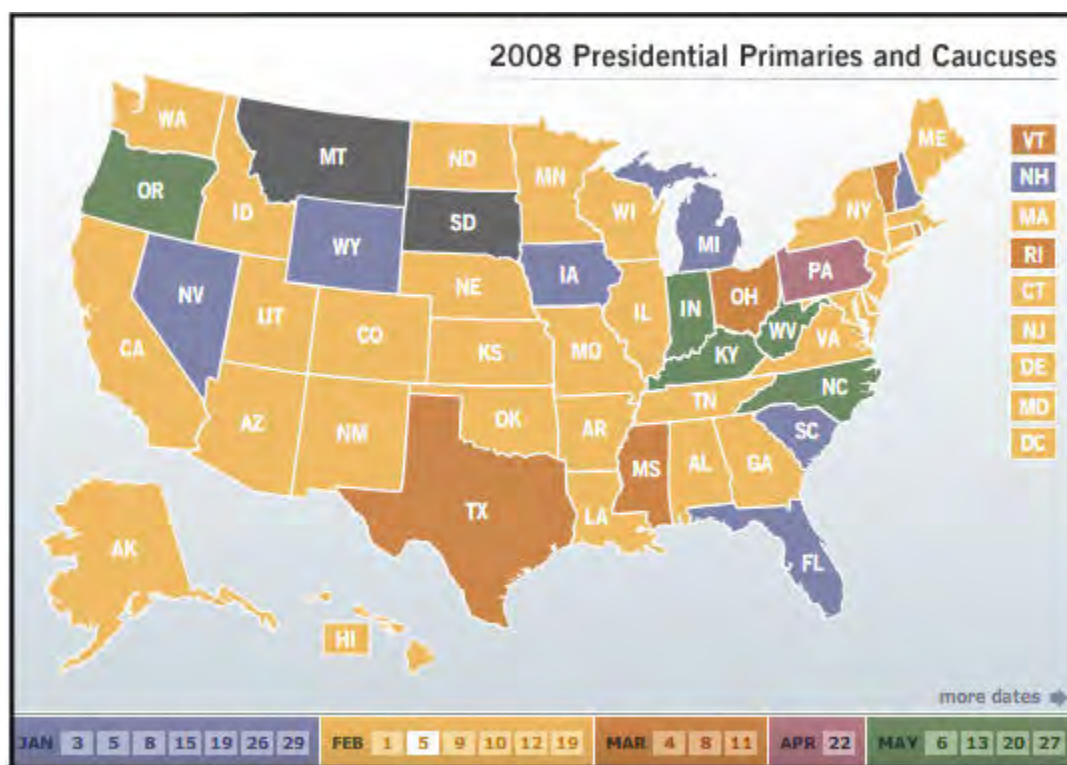 2008 Presidential Primaries and Caucuses
WA
MT
ND
MN
ME
VT
NH
OR
ID
SD
WI
NY
MA
WY
MI
RI
IA
PA
NV
NE
IL
IN
OH
CT
UT
CO
WV
NJ
CA
KS
MO
KY
VA
DE
NC
MD
AZ
NM
OK
AR
TN
SC
DC
MS
AL
GA
TX
LA
AK
FL
HI
more dates
JAN 3 5 8 15 19 26 29 FEB 1 5 9 10 12 19 MAR 4 8 11 APR 22 MAY 6 13 20 27